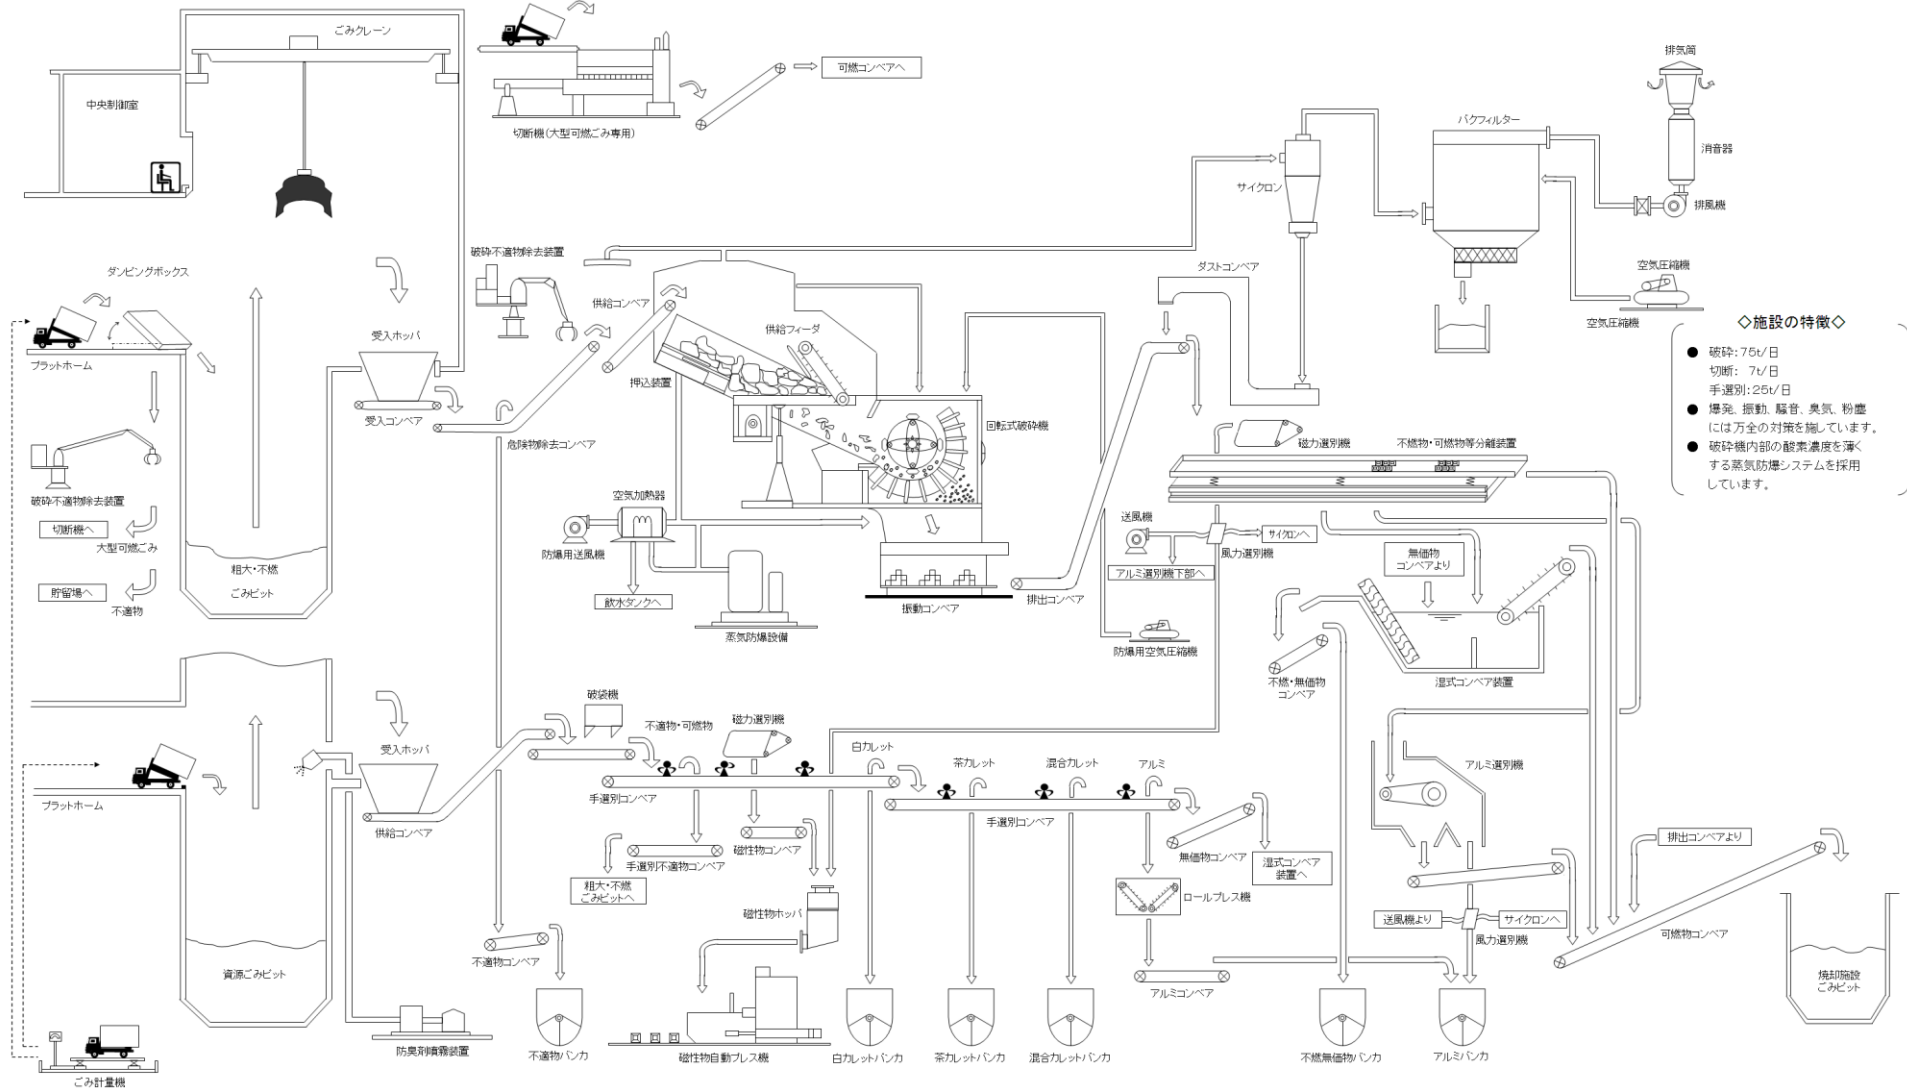 ごみクレーン
中央制御室
切断機(大型可燃ごみ専用)
可燃コンベアへ
排気筒
バグフィルター
消音器
サイクロン
排風機
空気圧縮機
空気圧縮機
ダストコンベア
破砕不適物除去装置
供給コンベア
供給フィーダ
押込装置
回転式破砕機
ダンピングボックス
プラットホーム
受入ホッパ
受入コンベア
危険物除去コンベア
破砕不適物除去装置
切断機へ
大型可燃ごみ
貯留場へ
不適物
粗大・不燃
ごみピット
◇施設の特徴◇
● 破砕:75t/日
切断: 7t/日
手選別:25t/日
● 爆発、振動、騒音、臭気、粉塵
には万全の対策を施しています。
● 破砕機内部の酸素濃度を薄く
する蒸気防爆システムを採用
しています。
磁力選別機
不燃物・可燃物等分離装置
空気加熱器
防爆用送風機
飲水タンクへ
蒸気防爆設備
振動コンベア
排出コンベア
送風機
アルミ選別機下部へ
風力選別機
サイクロンへ
防爆用空気圧縮機
無価物
コンベアより
不燃・無価物
コンベア
湿式コンベア装置
プラットホーム
受入ホッパ
供給コンベア
破袋機
不適物・可燃物
磁力選別機
白カレット
茶カレット
混合カレット
アルミ
手選別コンベア
手選別コンベア
磁性物コンベア
手選別不適物コンベア
粗大・不燃
ごみピットへ
無価物コンベア
湿式コンベア
装置へ
ロールプレス機
アルミ選別機
排出コンベアより
送風機より
サイクロンへ
風力選別機
可燃物コンベア
磁性物ホッパ
不適物コンベア
アルミコンベア
資源ごみピット
焼却施設
ごみピット
防臭剤噴霧装置
不適物バンカ
磁性物自動プレス機
白カレットバンカ
茶カレットバンカ
混合カレットバンカ
不燃無価物バンカ
アルミバンカ
ごみ計量機